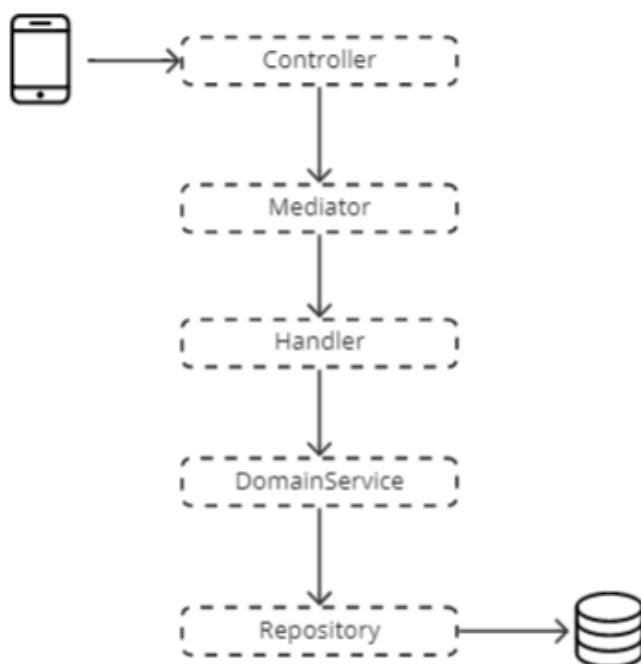 Controller
Mediator
Handler
DomainService
Repository